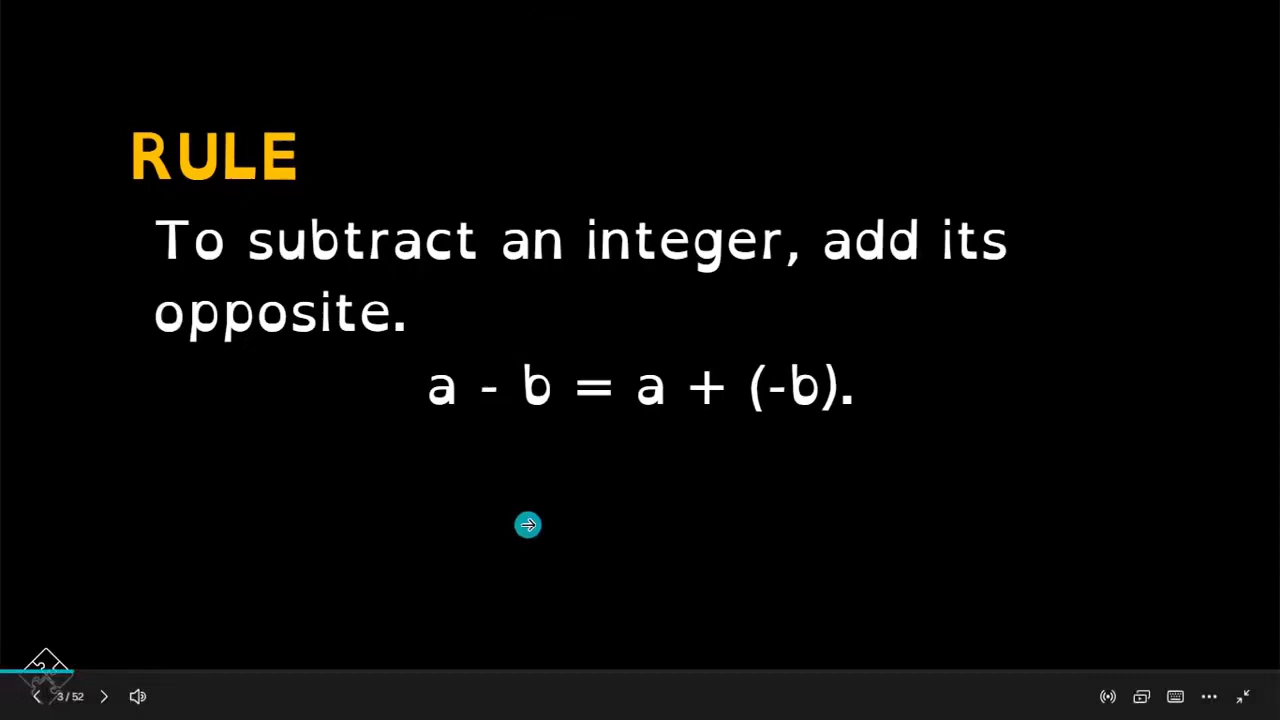 RULE
To subtract an integer, add its
opposite.
a - b = a + (-b).
3 / 52